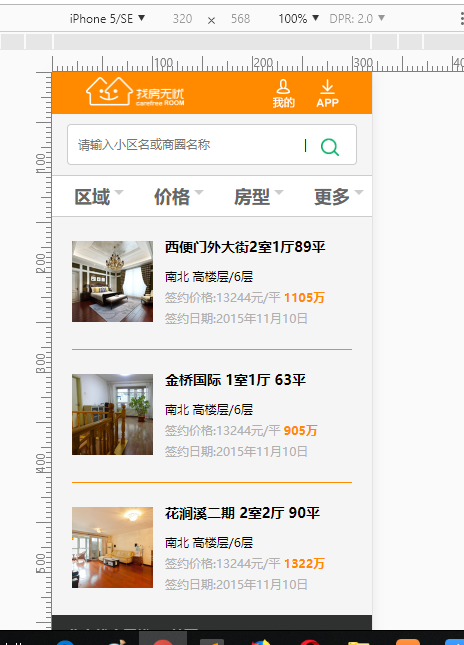 iPhone 5/SE ▼ 320 × 568 100% ▼ DPR: 2.0 ▼
0 100 200 300 400
找房无忧
carefree ROOM
我的
APP
请输入小区名或商圈名称
区域 价格 房型 更多
西便门外大街2室1厅89平
南北 高楼层/6层
签约价格:13244元/平 1105万
签约日期:2015年11月10日
金桥国际 1室1厅 63平
南北 高楼层/6层
签约价格:13244元/平 905万
签约日期:2015年11月10日
花涧溪二期 2室2厅 90平
南北 高楼层/6层
签约价格:13244元/平 1322万
签约日期:2015年11月10日
100
200
300
400
500